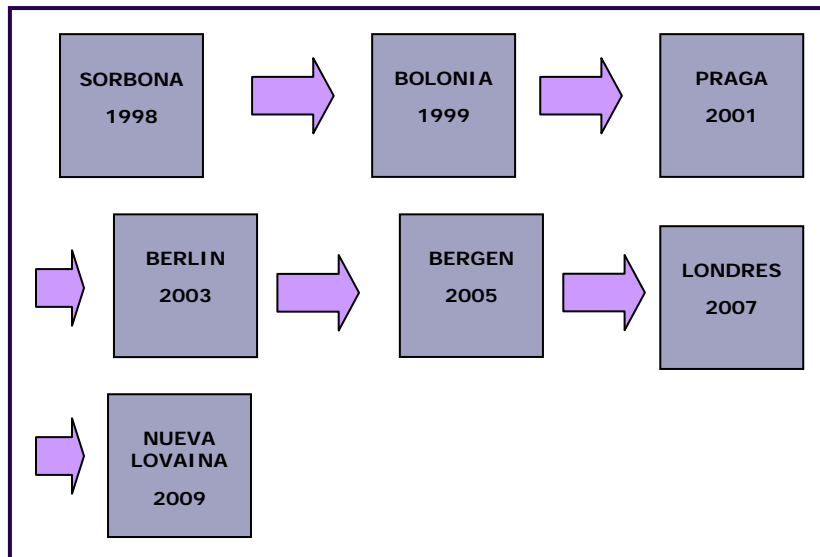 SORBONA
1998
BOLONIA
1999
PRAGA
2001
BERLIN
2003
BERGEN
2005
LONDRES
2007
NUEVA
LOVAINA
2009